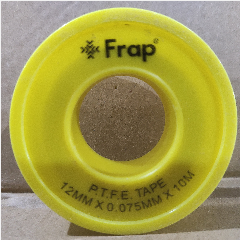 Frap®
P.T.F.E. TAPE
12MM X 0.075MM X 10M